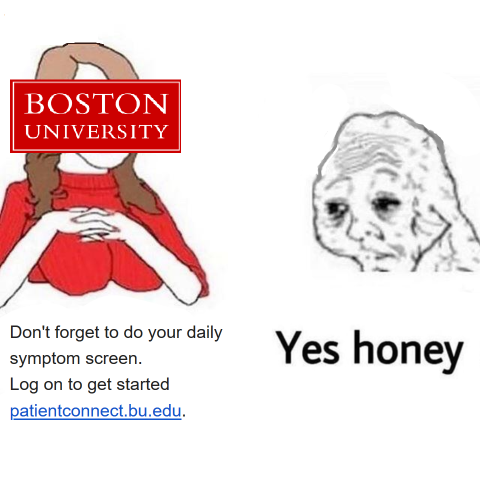 BOSTON
UNIVERSITY
Don't forget to do your daily
symptom screen.
Log on to get started
patientconnect.bu.edu.
Yes honey